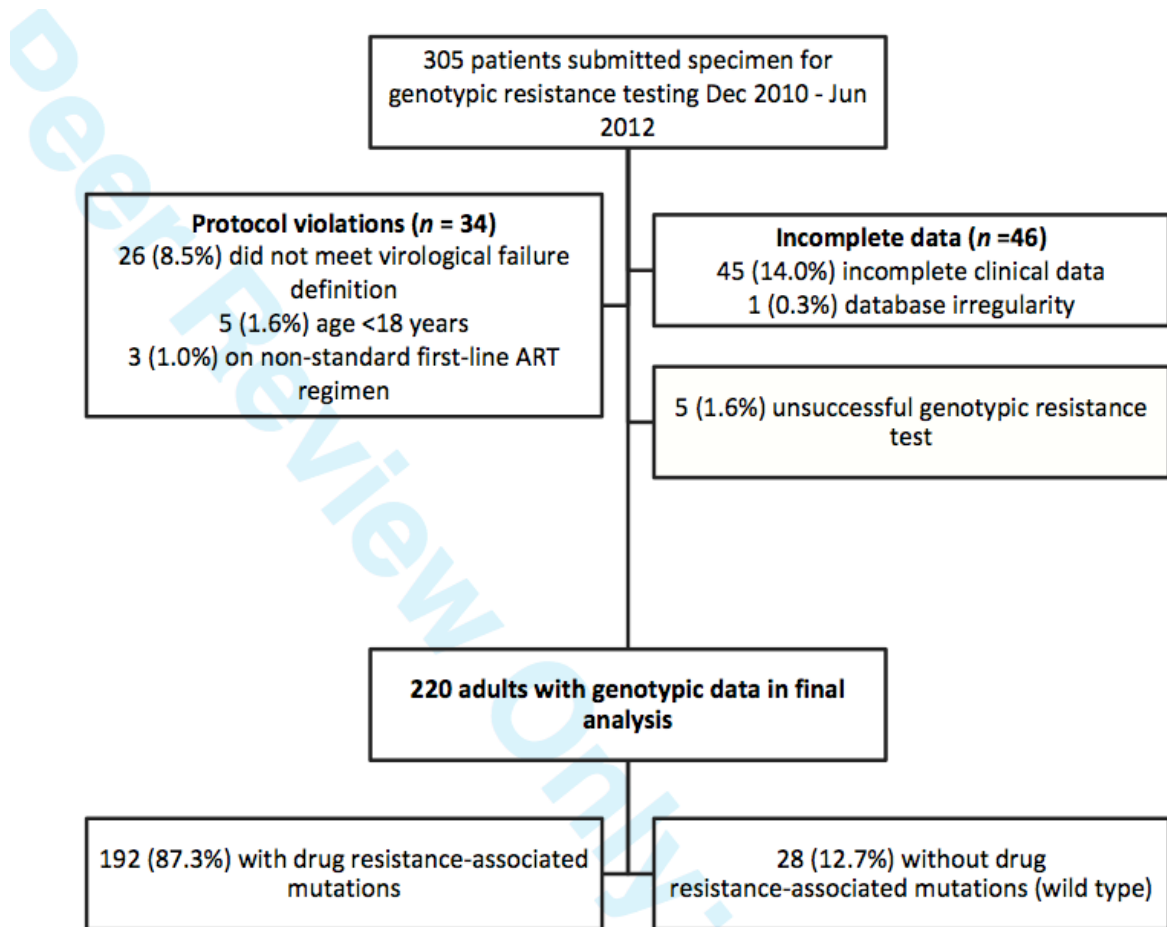 305 patients submitted specimen for
genotypic resistance testing Dec 2010 - Jun
2012
Protocol violations (n = 34)
26 (8.5%) did not meet virological failure
definition
5 (1.6%) age <18 years
3 (1.0%) on non-standard first-line ART
regimen
Incomplete data (n =46)
45 (14.0%) incomplete clinical data
1 (0.3%) database irregularity
5 (1.6%) unsuccessful genotypic resistance
test
220 adults with genotypic data in final
analysis
192 (87.3%) with drug resistance-associated
mutations
28 (12.7%) without drug
resistance-associated mutations (wild type)
Peer Review Only